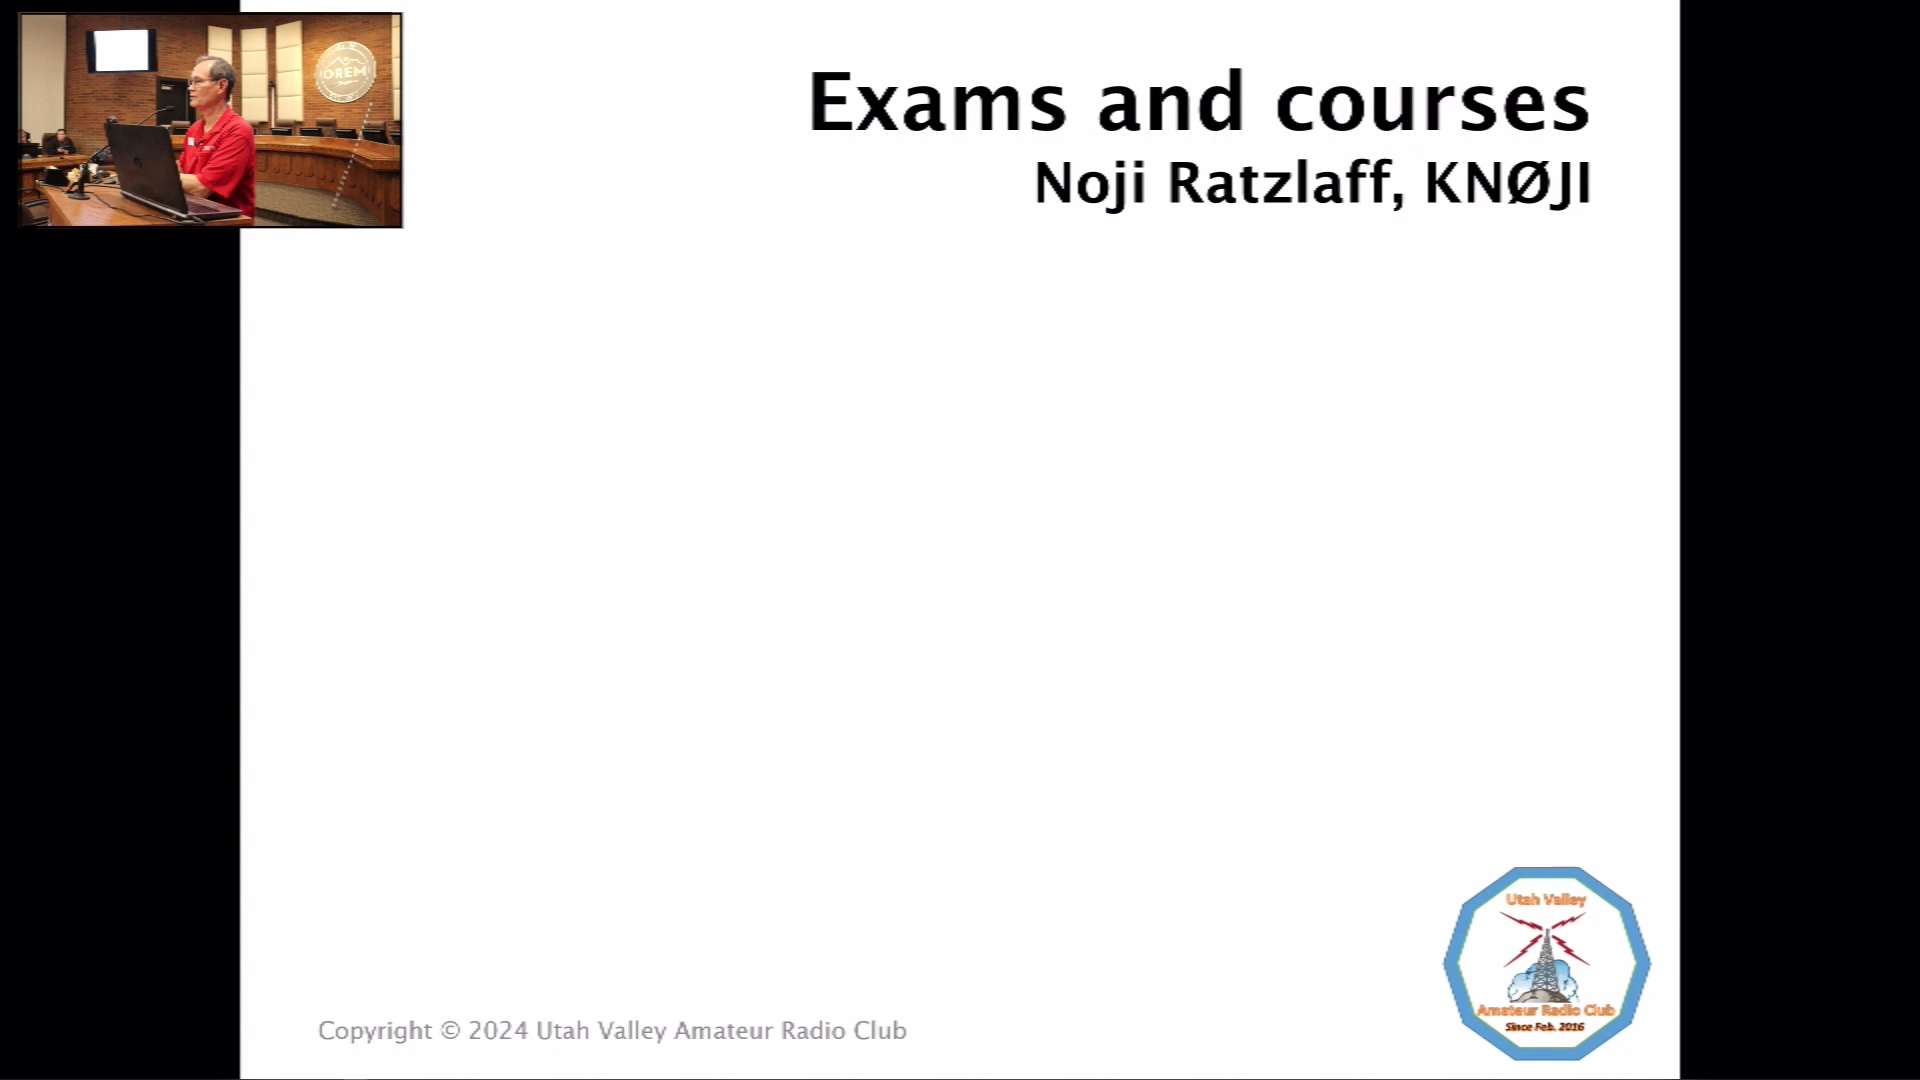 OREM
Exams and courses
Noji Ratzlaff, KNØJI
Utah Valley
Amateur Radio Club
Since Feb. 2016
Copyright © 2024 Utah Valley Amateur Radio Club